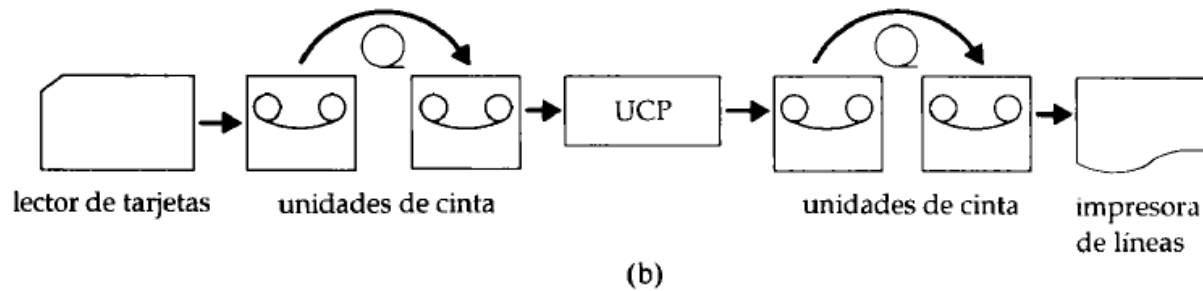 UCP
lector de tarjetas
unidades de cinta
unidades de cinta
impresora
de líneas
(b)